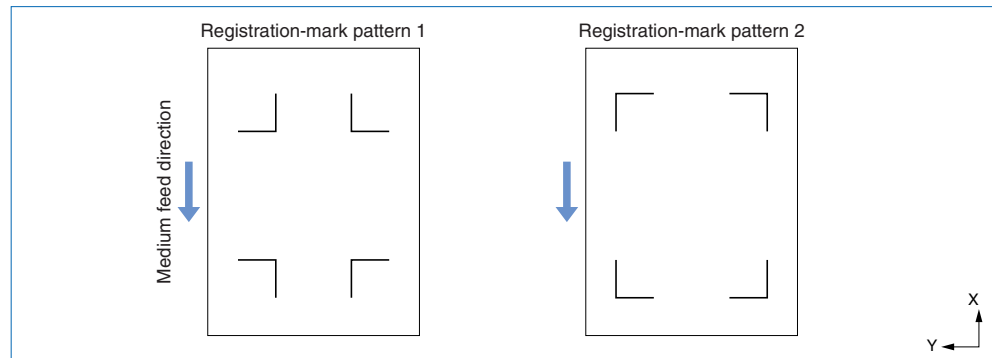 Registration-mark pattern 1
Registration-mark pattern 2
Medium feed direction
X
Y